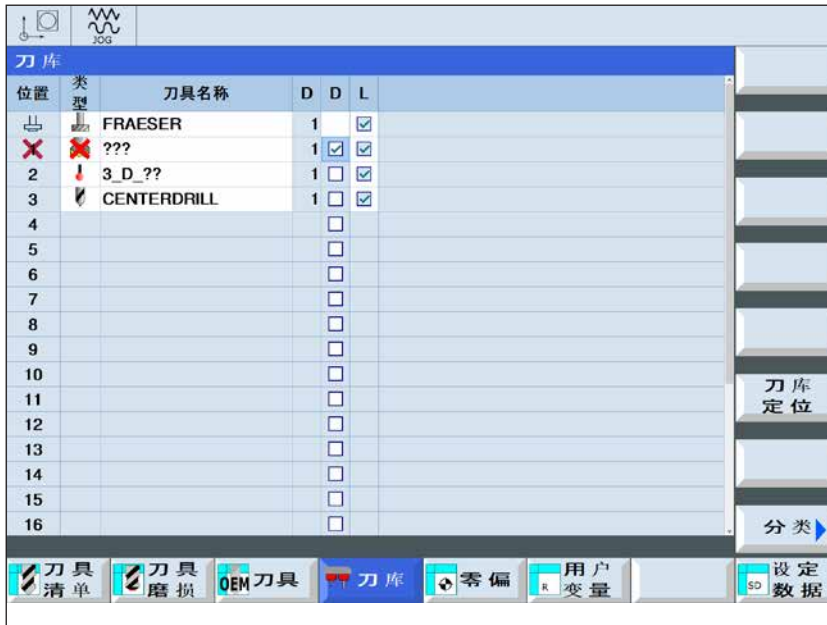 JOG
刀库
位置 类型 刀具名称 D D L
FRAESER 1
1 ??? 1
2 3_D_?? 1
3 CENTERDRILL 1
4
5
6
7
8
9
10
11
12
13
14
15
16
刀库
定位
分类
刀具
清单
刀具
磨损
OEM 刀具
刀库
零偏
R 用户
变量
SD 设定
数据